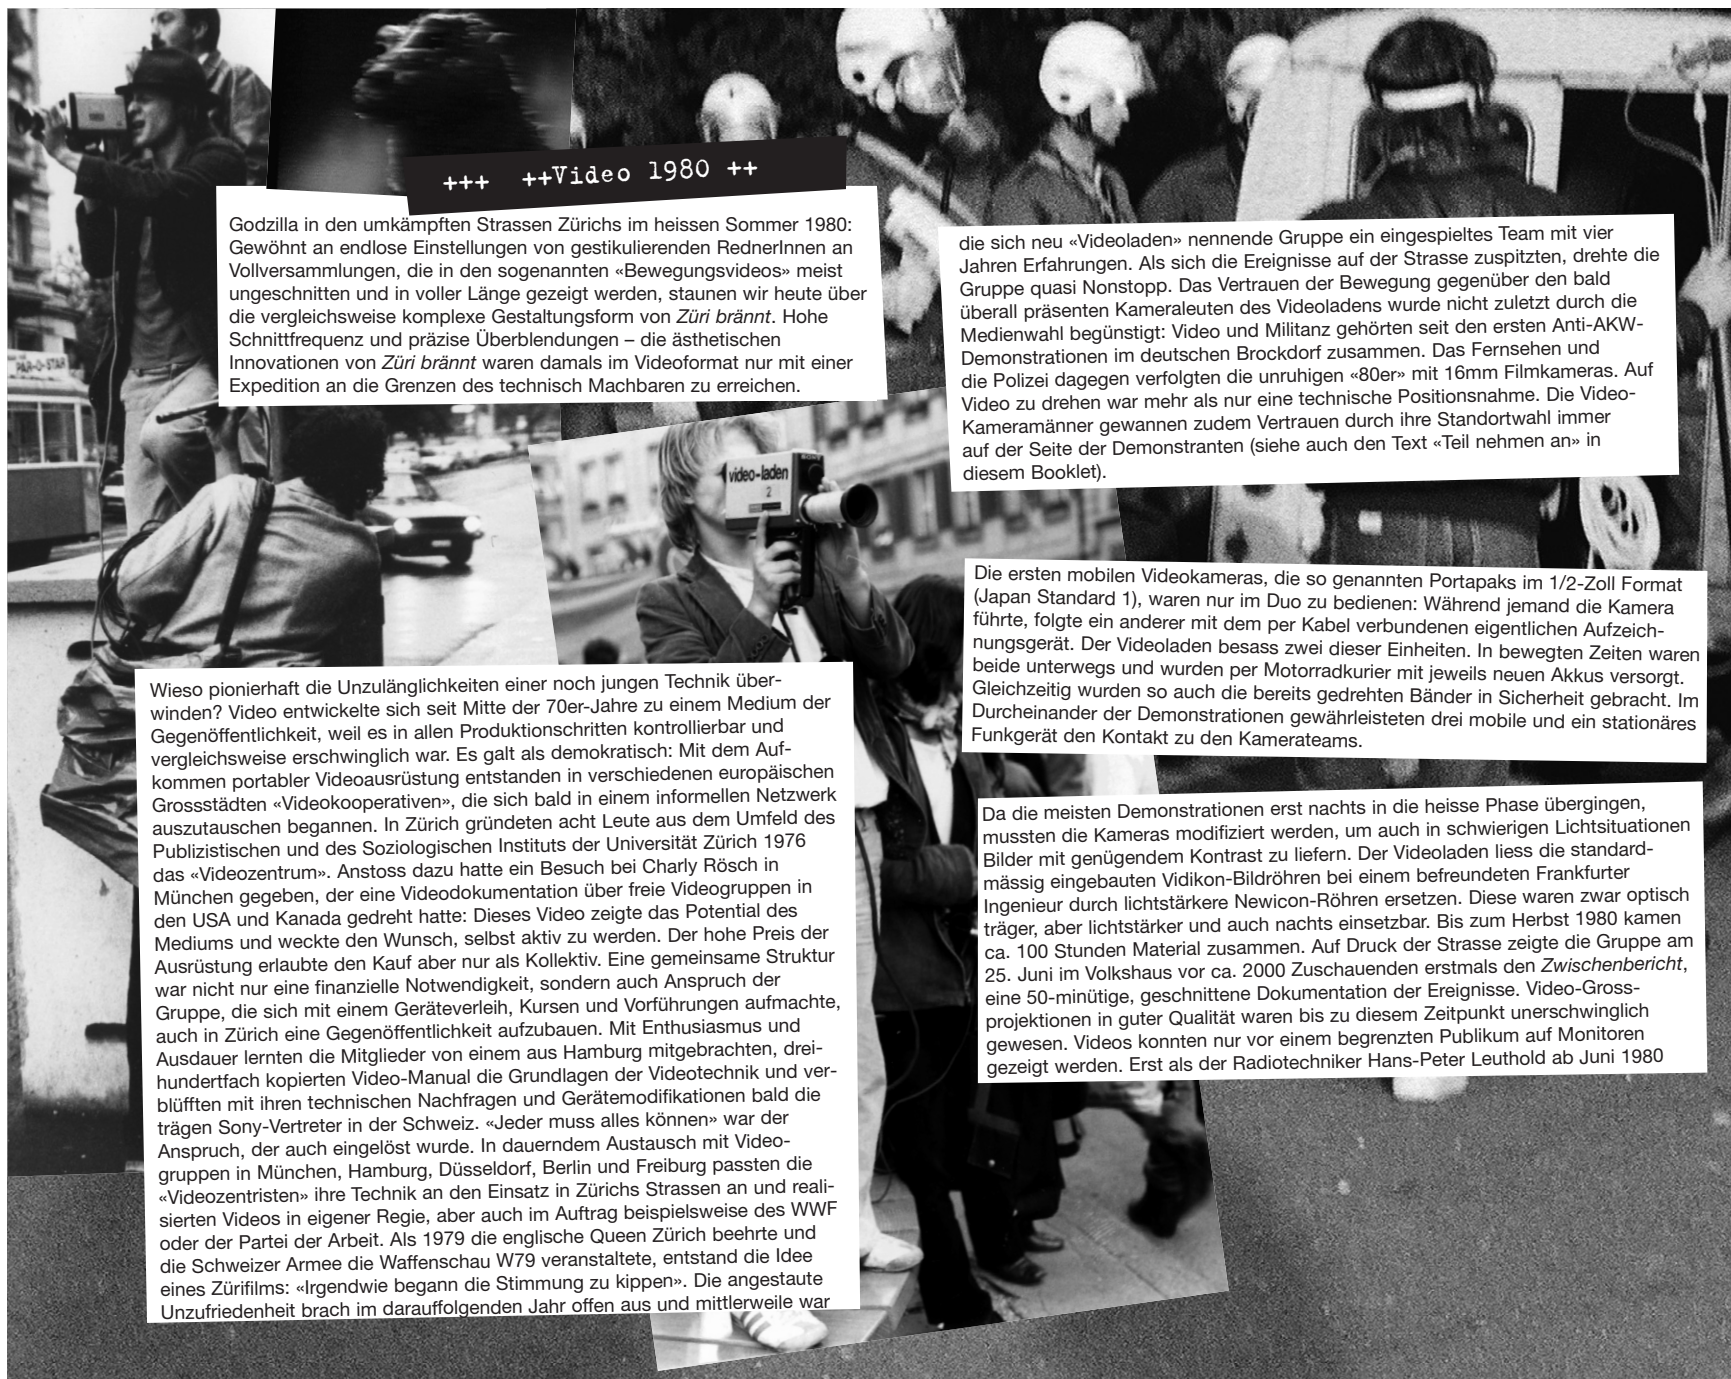 +++ ++Video 1980 ++
Godzilla in den umkämpften Strassen Zürichs im heissen Sommer 1980:
Gewöhnt an endlose Einstellungen von gestikulierenden RednerInnen an
Vollversammlungen, die in den sogenannten «Bewegungsvideos» meist
ungeschnitten und in voller Länge gezeigt werden, staunen wir heute über
die vergleichsweise komplexe Gestaltungsform von Züri brännt. Hohe
Schnittfrequenz und präzise Überblendungen – die ästhetischen
Innovationen von Züri brännt waren damals im Videoformat nur mit einer
Expedition an die Grenzen des technisch Machbaren zu erreichen.
PAR-O-STAR
video-laden
2
SONY
Wieso pionierhaft die Unzulänglichkeiten einer noch jungen Technik über-
winden? Video entwickelte sich seit Mitte der 70er-Jahre zu einem Medium der
Gegenöffentlichkeit, weil es in allen Produktionschritten kontrollierbar und
vergleichsweise erschwinglich war. Es galt als demokratisch: Mit dem Auf-
kommen portabler Videoausrüstung entstanden in verschiedenen europäischen
Grossstädten «Videokooperativen», die sich bald in einem informellen Netzwerk
auszutauschen begannen. In Zürich gründeten acht Leute aus dem Umfeld des
Publizistischen und des Soziologischen Instituts der Universität Zürich 1976
das «Videozentrum». Anstoss dazu hatte ein Besuch bei Charly Rösch in
München gegeben, der eine Videodokumentation über freie Videogruppen in
den USA und Kanada gedreht hatte: Dieses Video zeigte das Potential des
Mediums und weckte den Wunsch, selbst aktiv zu werden. Der hohe Preis der
Ausrüstung erlaubte den Kauf aber nur als Kollektiv. Eine gemeinsame Struktur
war nicht nur eine finanzielle Notwendigkeit, sondern auch Anspruch der
Gruppe, die sich mit einem Geräteverleih, Kursen und Vorführungen aufmachte,
auch in Zürich eine Gegenöffentlichkeit aufzubauen. Mit Enthusiasmus und
Ausdauer lernten die Mitglieder von einem aus Hamburg mitgebrachten, drei-
hundertfach kopierten Video-Manual die Grundlagen der Videotechnik und ver-
blüfften mit ihren technischen Nachfragen und Gerätemodifikationen bald die
trägen Sony-Vertreter in der Schweiz. «Jeder muss alles können» war der
Anspruch, der auch eingelöst wurde. In dauerndem Austausch mit Video-
gruppen in München, Hamburg, Düsseldorf, Berlin und Freiburg passten die
«Videozentristen» ihre Technik an den Einsatz in Zürichs Strassen an und reali-
sierten Videos in eigener Regie, aber auch im Auftrag beispielsweise des WWF
oder der Partei der Arbeit. Als 1979 die englische Queen Zürich beehrte und
die Schweizer Armee die Waffenschau W79 veranstaltete, entstand die Idee
eines Zürifilms: «Irgendwie begann die Stimmung zu kippen». Die angestaute
Unzufriedenheit brach im darauffolgenden Jahr offen aus und mittlerweile war
die sich neu «Videoladen» nennende Gruppe ein eingespieltes Team mit vier
Jahren Erfahrungen. Als sich die Ereignisse auf der Strasse zuspitzten, drehte die
Gruppe quasi Nonstopp. Das Vertrauen der Bewegung gegenüber den bald
überall präsenten Kameraleuten des Videoladens wurde nicht zuletzt durch die
Medienwahl begünstigt: Video und Militanz gehörten seit den ersten Anti-AKW-
Demonstrationen im deutschen Brockdorf zusammen. Das Fernsehen und
die Polizei dagegen verfolgten die unruhigen «80er» mit 16mm Filmkameras. Auf
Video zu drehen war mehr als nur eine technische Positionsnahme. Die Video-
Kameramänner gewannen zudem Vertrauen durch ihre Standortwahl immer
auf der Seite der Demonstranten (siehe auch den Text «Teil nehmen an» in
diesem Booklet).
Die ersten mobilen Videokameras, die so genannten Portapaks im 1/2-Zoll Format
(Japan Standard 1), waren nur im Duo zu bedienen: Während jemand die Kamera
führte, folgte ein anderer mit dem per Kabel verbundenen eigentlichen Aufzeich-
nungsgerät. Der Videoladen besass zwei dieser Einheiten. In bewegten Zeiten waren
beide unterwegs und wurden per Motorradkurier mit jeweils neuen Akkus versorgt.
Gleichzeitig wurden so auch die bereits gedrehten Bänder in Sicherheit gebracht. Im
Durcheinander der Demonstrationen gewährleisteten drei mobile und ein stationäres
Funkgerät den Kontakt zu den Kamerateams.
Da die meisten Demonstrationen erst nachts in die heisse Phase übergingen,
mussten die Kameras modifiziert werden, um auch in schwierigen Lichtsituationen
Bilder mit genügendem Kontrast zu liefern. Der Videoladen liess die standard-
mässig eingebauten Vidikon-Bildröhren bei einem befreundeten Frankfurter
Ingenieur durch lichtstärkere Newicon-Röhren ersetzen. Diese waren zwar optisch
träger, aber lichtstärker und auch nachts einsetzbar. Bis zum Herbst 1980 kamen
ca. 100 Stunden Material zusammen. Auf Druck der Strasse zeigte die Gruppe am
25. Juni im Volkshaus vor ca. 2000 Zuschauenden erstmals den Zwischenbericht,
eine 50-minütige, geschnittene Dokumentation der Ereignisse. Video-Gross-
projektionen in guter Qualität waren bis zu diesem Zeitpunkt unerschwinglich
gewesen. Videos konnten nur vor einem begrenzten Publikum auf Monitoren
gezeigt werden. Erst als der Radiotechniker Hans-Peter Leuthold ab Juni 1980